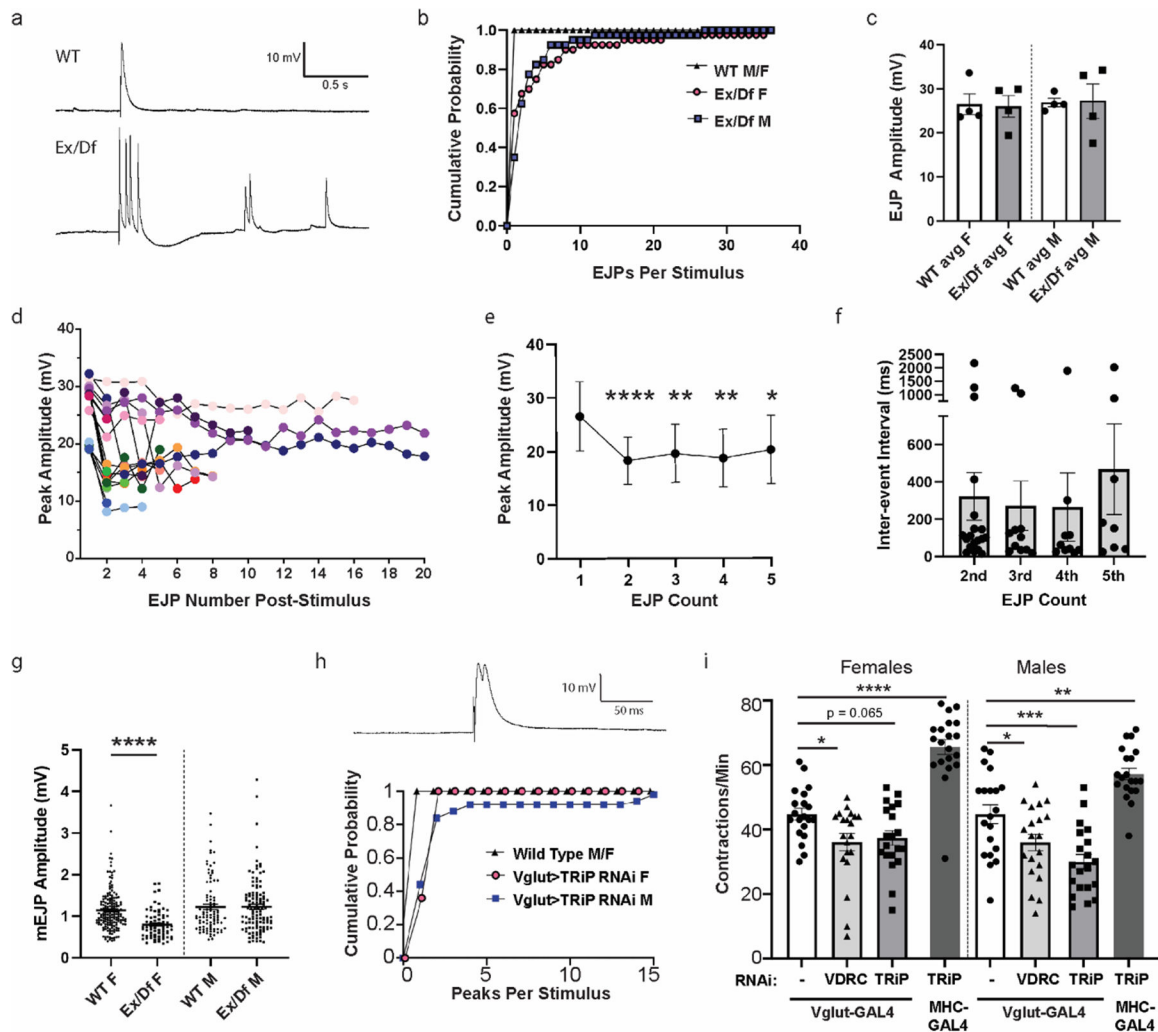 a
WT
10 mV
0.5 s
Ex/Df
b
Cumulative Probability
1.0
0.8
0.6
0.4
0.2
0.0
0 10 20 30 40
EJPs Per Stimulus
WT M/F
Ex/Df F
Ex/Df M
c
EJP Amplitude (mV)
40
30
20
10
0
WT avg F
Ex/Df avg F
WT avg M
Ex/Df avg M
d
Peak Amplitude (mV)
40
30
20
10
0
2 4 6 8 10 12 14 16 18 20
EJP Number Post-Stimulus
e
Peak Amplitude (mV)
40
30
20
10
0
**** ** ** *
1 2 3 4 5
EJP Count
f
Inter-event Interval (ms)
2500
2000
1500
1000
600
400
200
0
2nd 3rd 4th 5th
EJP Count
g
mEJP Amplitude (mV)
5
4
3
2
1
0
****
WT F
Ex/Df F
WT M
Ex/Df M
h
10 mV
50 ms
Cumulative Probability
1
0.8
0.6
0.4
0.2
0
0 5 10 15
Peaks Per Stimulus
Wild Type M/F
Vglut>TRiP RNAi F
Vglut>TRiP RNAi M
i
Females Males
Contractions/Min
80
60
40
20
0
****
p = 0.065
*
**
***
*
RNAi: - VDRC TRiP TRiP - VDRC TRiP TRiP
Vglut-GAL4 MHC-GAL4 Vglut-GAL4 MHC-GAL4